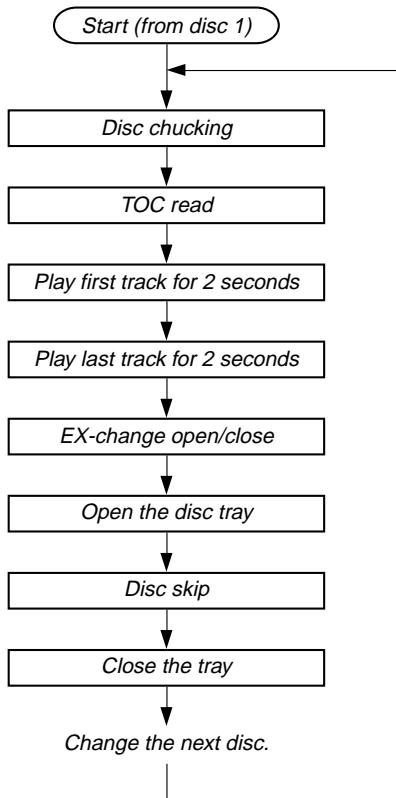 Start (from disc 1)
Disc chucking
TOC read
Play first track for 2 seconds
Play last track for 2 seconds
EX-change open/close
Open the disc tray
Disc skip
Close the tray
Change the next disc.